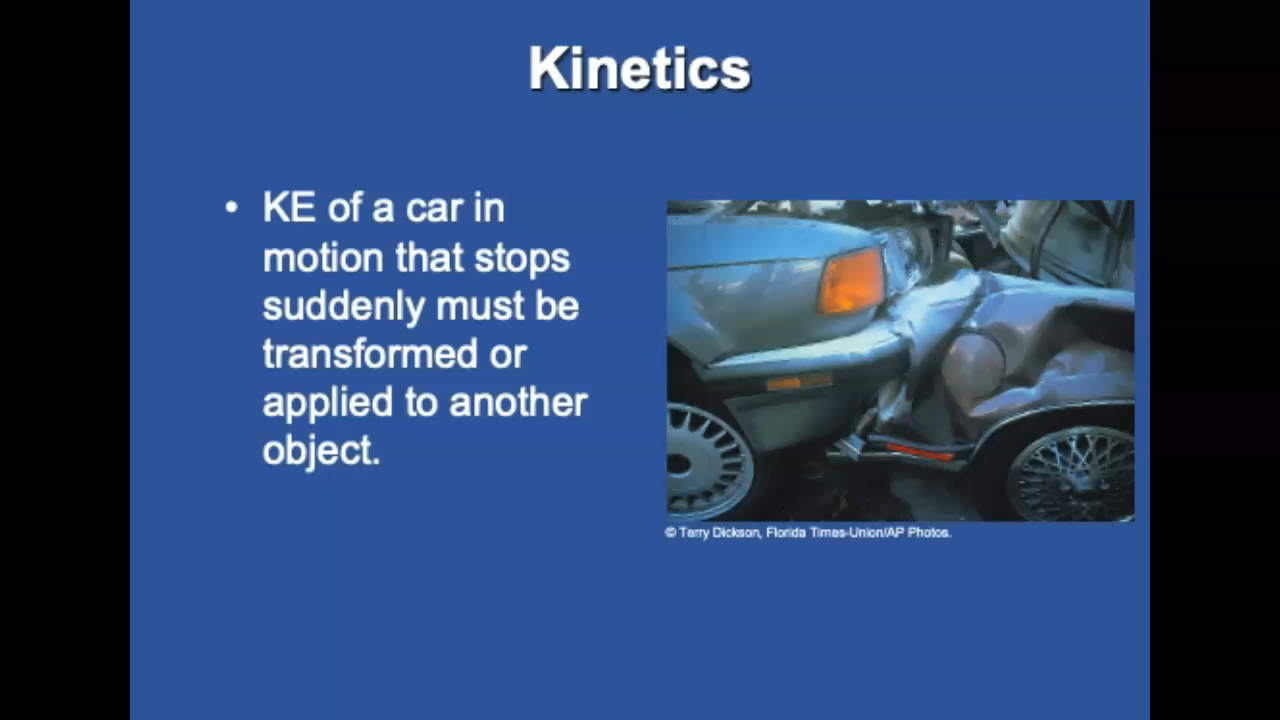 Kinetics
• KE of a car in
motion that stops
suddenly must be
transformed or
applied to another
object.
© Terry Dickson, Florida Times-Union/AP Photos.